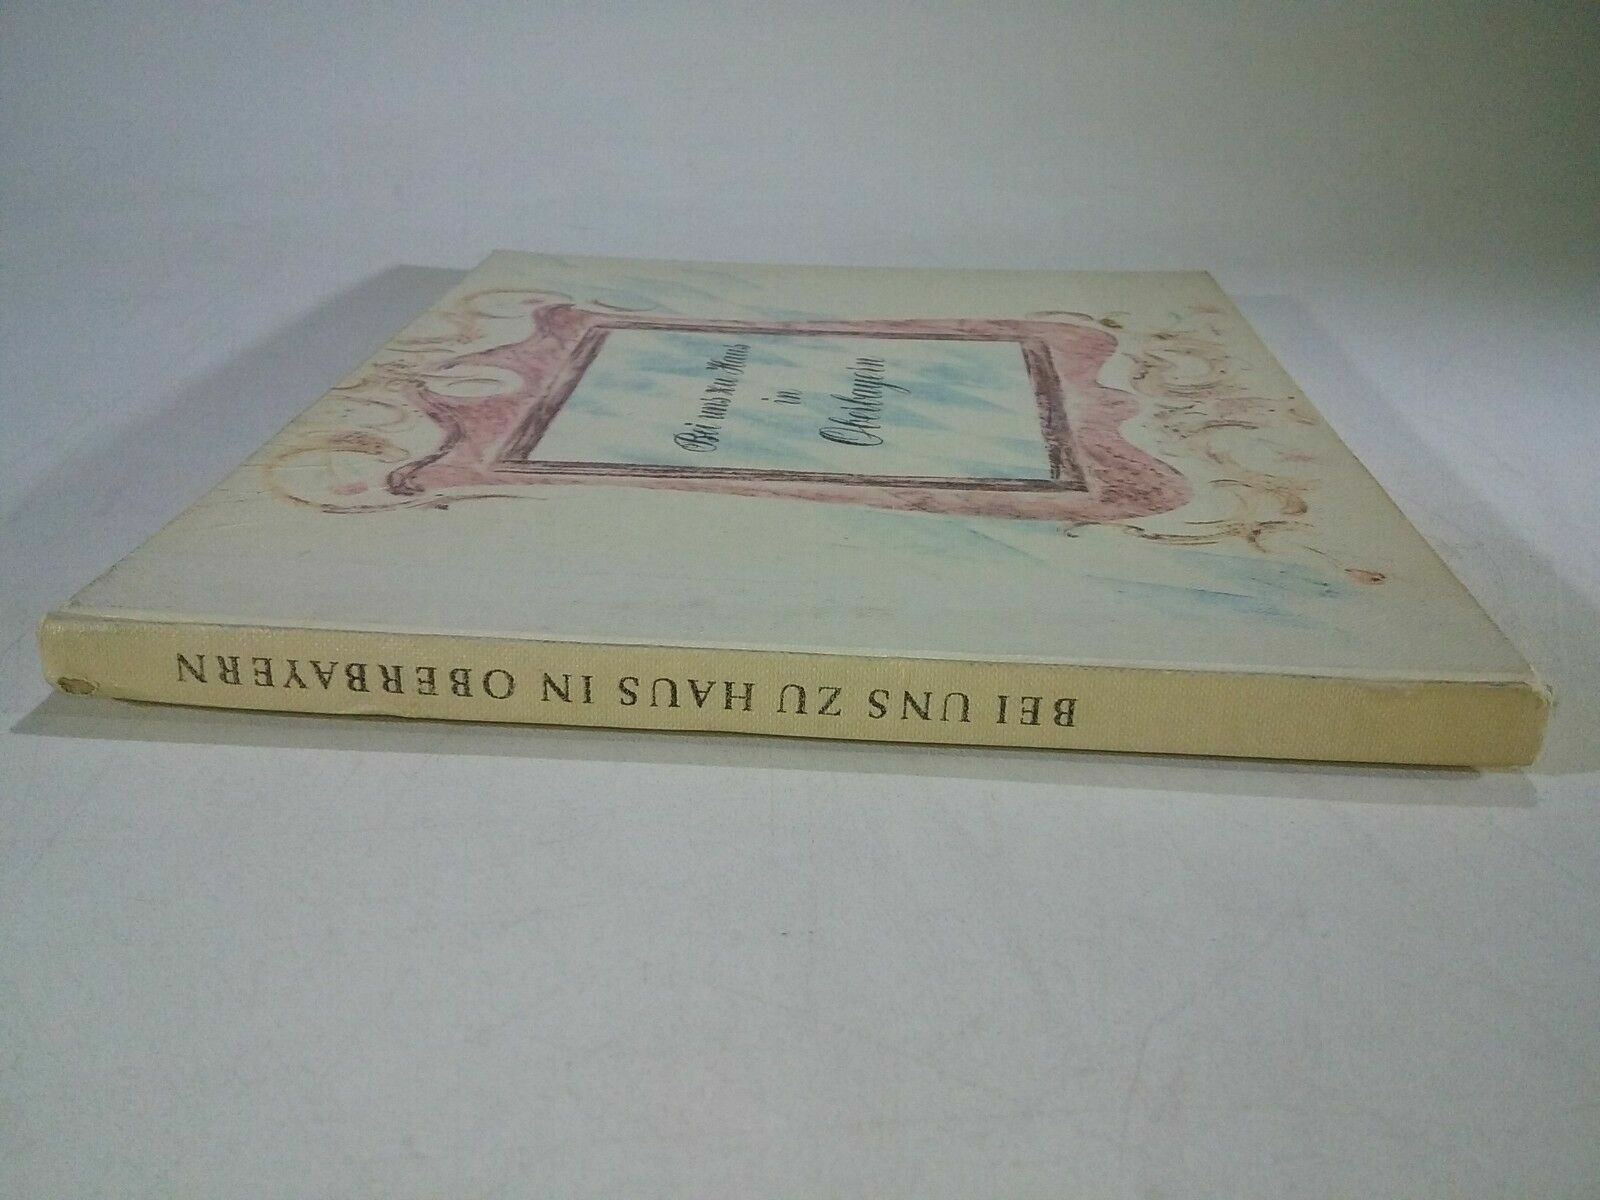 Bei uns zu Haus
in
Oberbayern
BEI UNS ZU HAUS IN OBERBAYERN